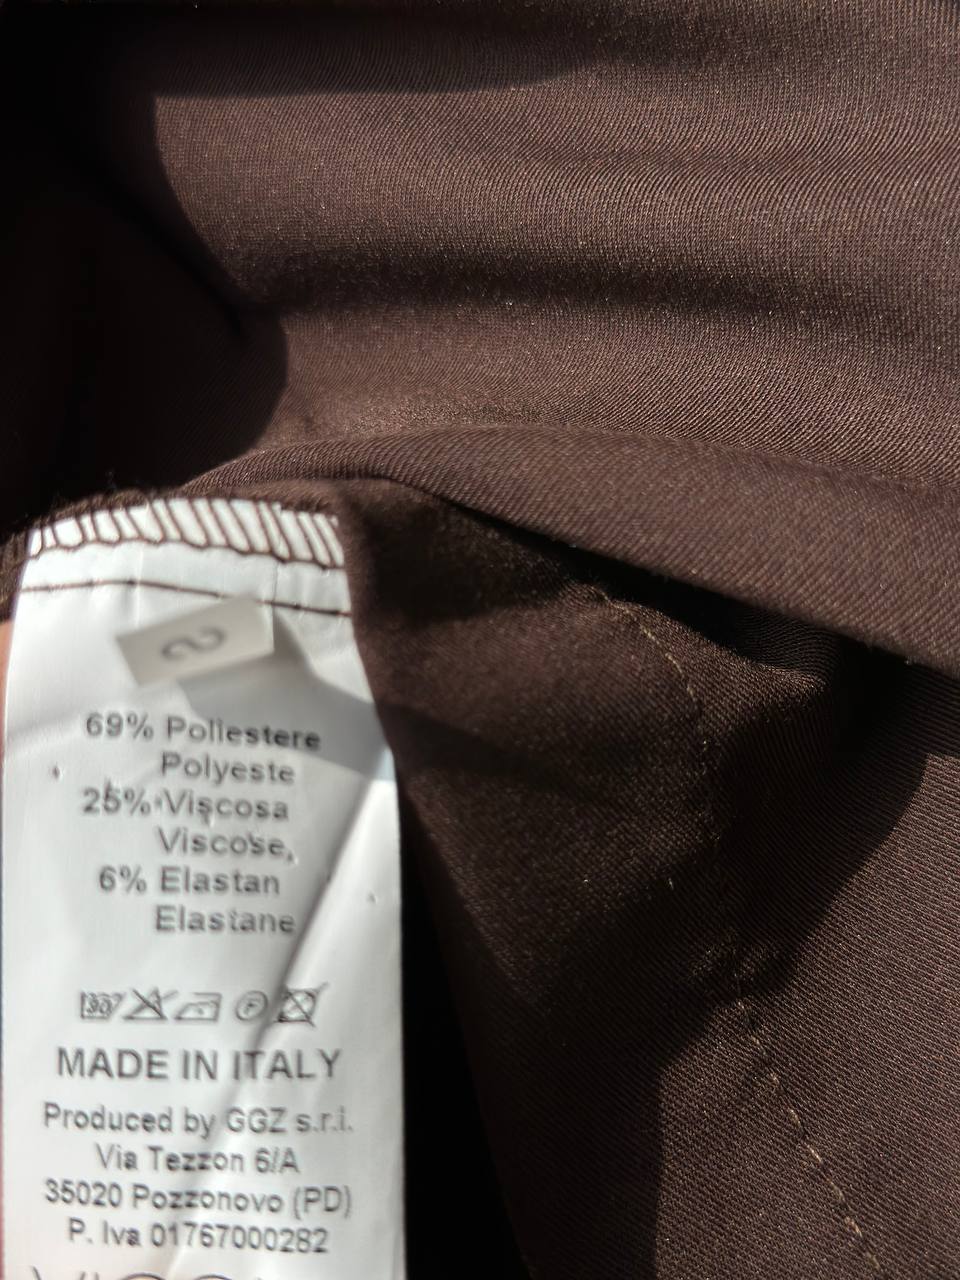 S
69% Poliestere
Polyeste
25% Viscosa
Viscose,
6% Elastan
Elastane
30 P
MADE IN ITALY
Produced by GGZ s.r.l.
Via Tezzon 6/A
35020 Pozzonovo (PD)
P. Iva 01767000282